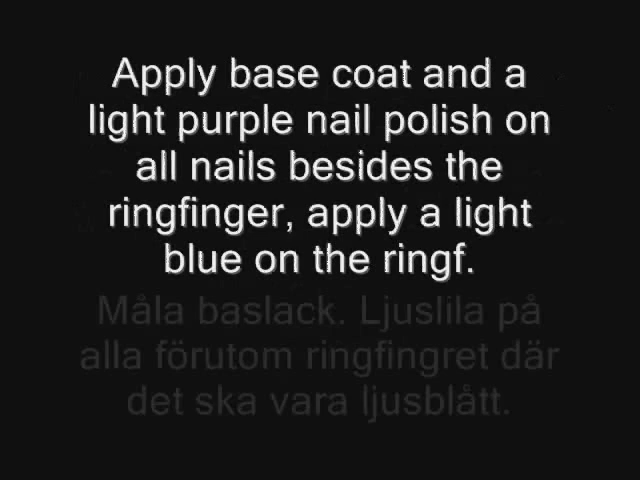 Apply base coat and a
light purple nail polish on
all nails besides the
ringfinger, apply a light
blue on the ringf.
Måla baslack. Ljuslila på
alla förutom ringfingret där
det ska vara ljusblått.